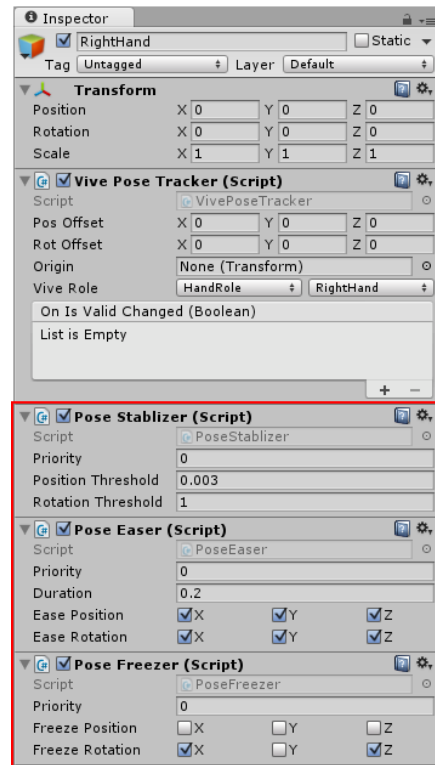 Inspector
RightHand Static
Tag Untagged Layer Default
Transform
Position X 0 Y 0 Z 0
Rotation X 0 Y 0 Z 0
Scale X 1 Y 1 Z 1
Vive Pose Tracker (Script)
Script VivePoseTracker
Pos Offset X 0 Y 0 Z 0
Rot Offset X 0 Y 0 Z 0
Origin None (Transform)
Vive Role HandRole RightHand
On Is Valid Changed (Boolean)
List is Empty
+ −
Pose Stablizer (Script)
Script PoseStablizer
Priority 0
Position Threshold 0.003
Rotation Threshold 1
Pose Easer (Script)
Script PoseEaser
Priority 0
Duration 0.2
Ease Position X Y Z
Ease Rotation X Y Z
Pose Freezer (Script)
Script PoseFreezer
Priority 0
Freeze Position X Y Z
Freeze Rotation X Y Z